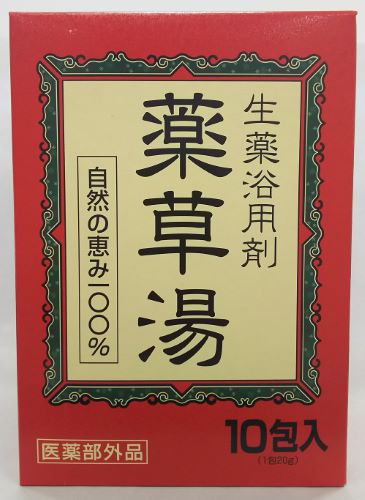 生薬浴用剤
薬草湯
自然の恵み一〇〇%
10包入
(1包20g)
医薬部外品